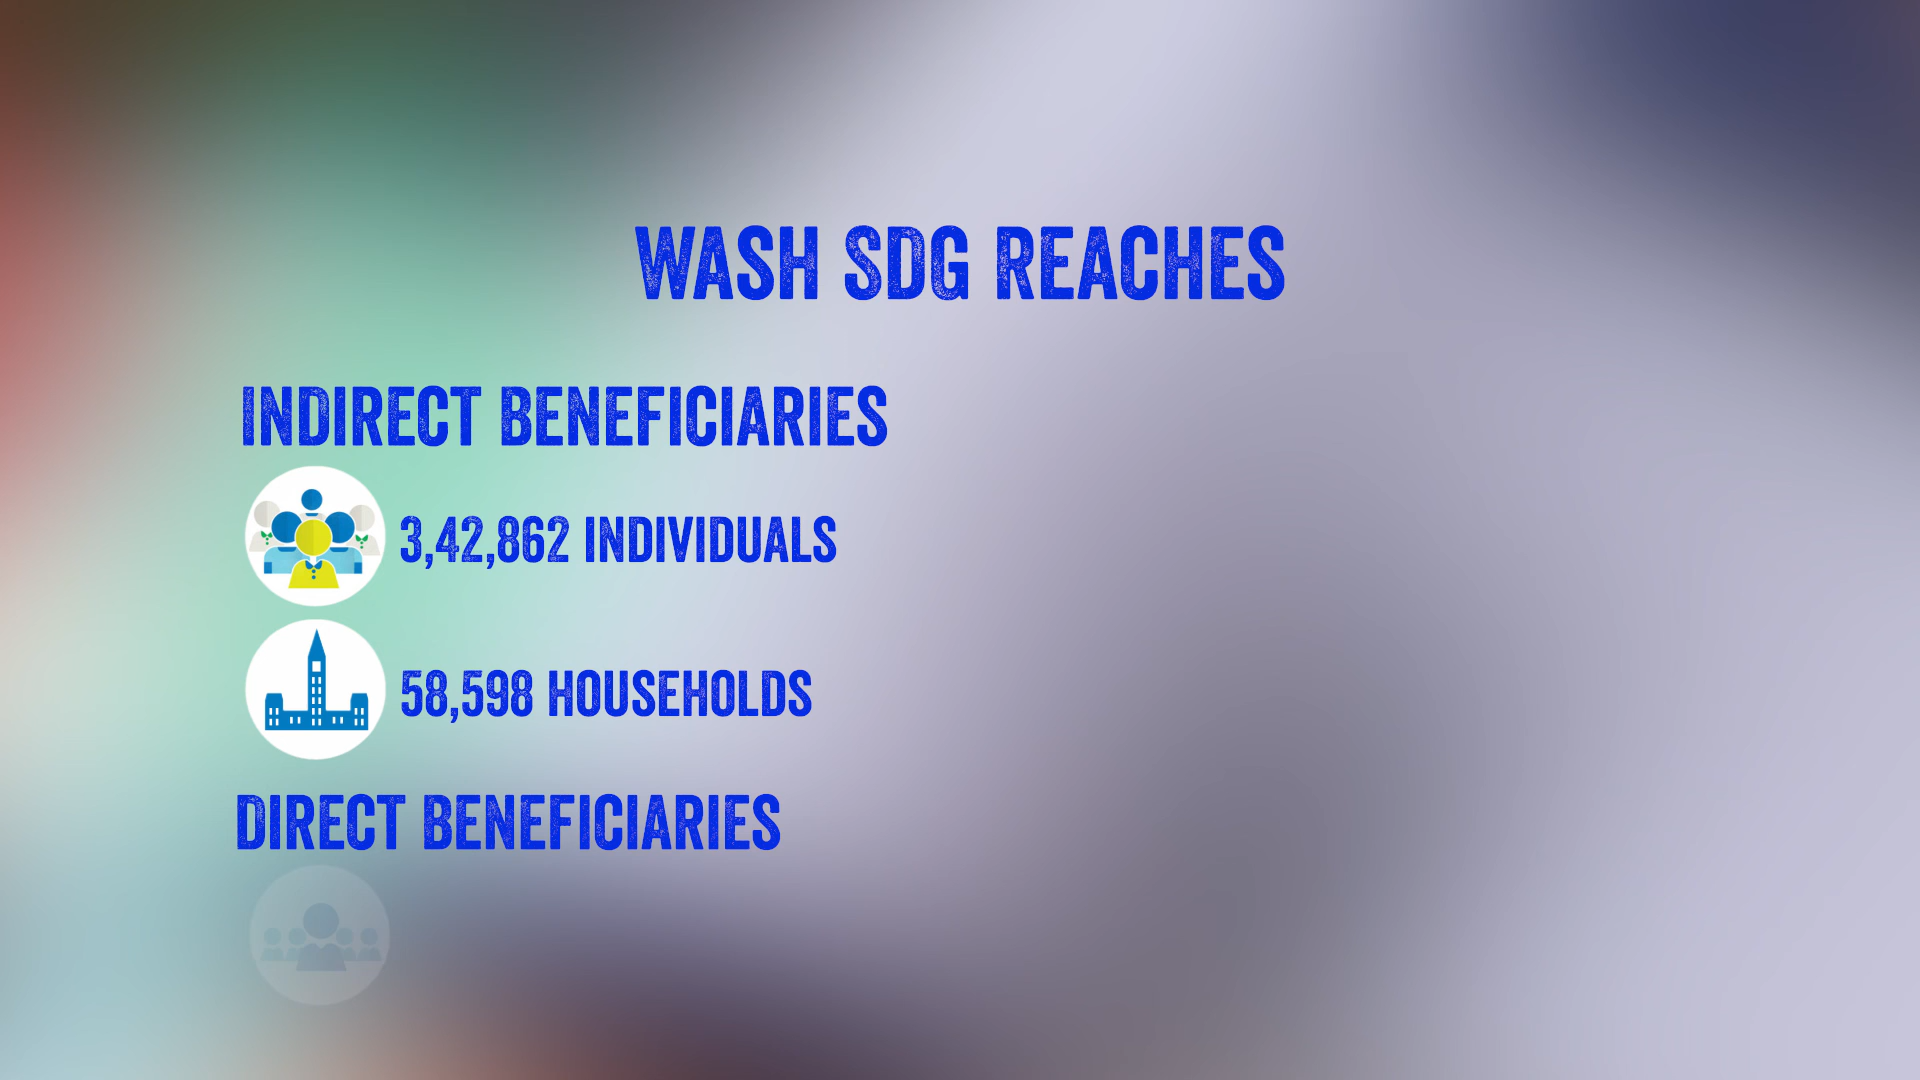 WASH SDG REACHES
INDIRECT BENEFICIARIES
3,42,862 INDIVIDUALS
58,598 HOUSEHOLDS
DIRECT BENEFICIARIES